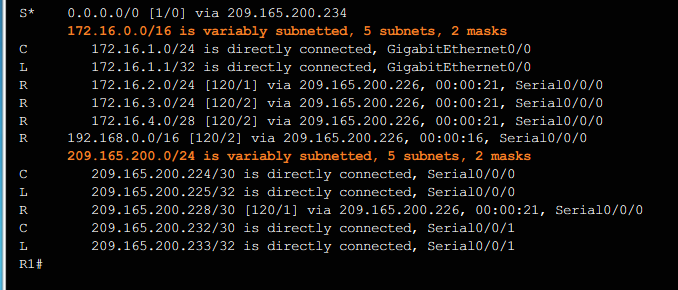 S* 0.0.0.0/0 [1/0] via 209.165.200.234
172.16.0.0/16 is variably subnetted, 5 subnets, 2 masks
C 172.16.1.0/24 is directly connected, GigabitEthernet0/0
L 172.16.1.1/32 is directly connected, GigabitEthernet0/0
R 172.16.2.0/24 [120/1] via 209.165.200.226, 00:00:21, Serial0/0/0
R 172.16.3.0/24 [120/2] via 209.165.200.226, 00:00:21, Serial0/0/0
R 172.16.4.0/28 [120/2] via 209.165.200.226, 00:00:21, Serial0/0/0
R 192.168.0.0/16 [120/2] via 209.165.200.226, 00:00:16, Serial0/0/0
209.165.200.0/24 is variably subnetted, 5 subnets, 2 masks
C 209.165.200.224/30 is directly connected, Serial0/0/0
L 209.165.200.225/32 is directly connected, Serial0/0/0
R 209.165.200.228/30 [120/1] via 209.165.200.226, 00:00:21, Serial0/0/0
C 209.165.200.232/30 is directly connected, Serial0/0/1
L 209.165.200.233/32 is directly connected, Serial0/0/1
R1#